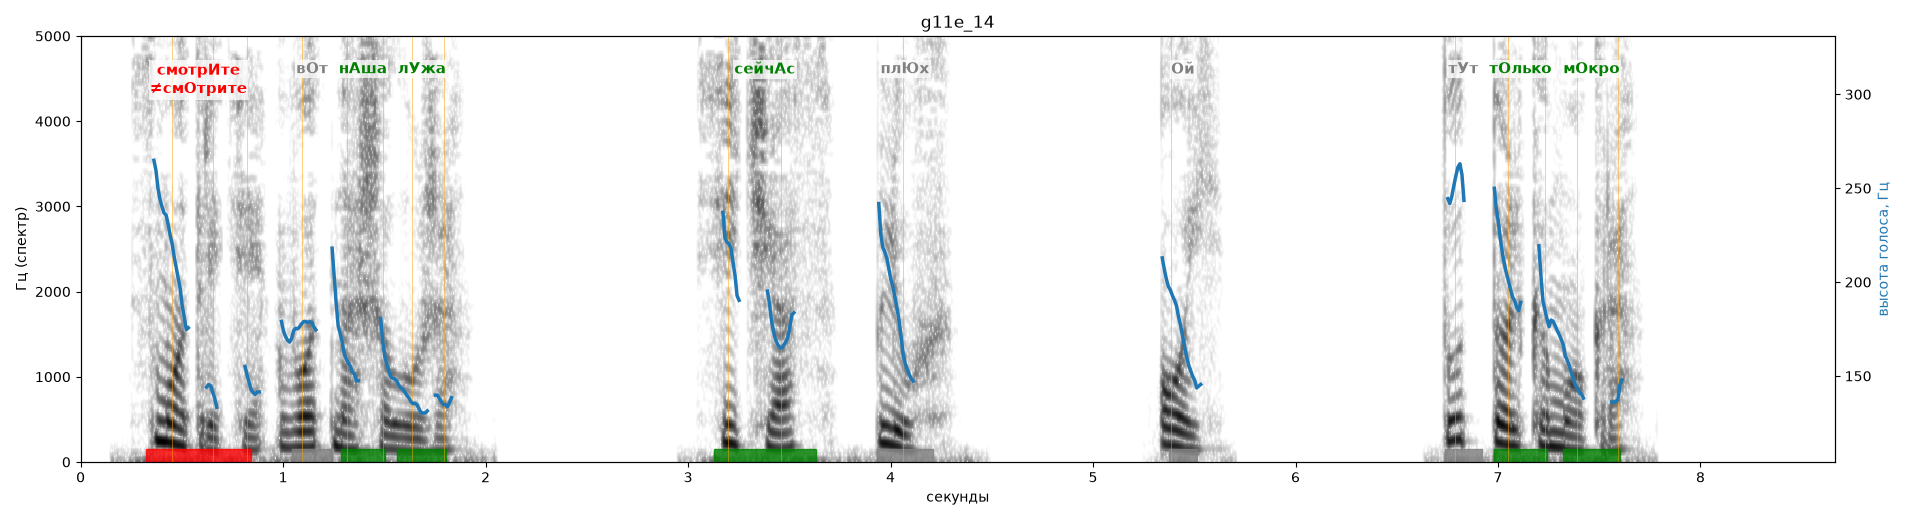 g11e_14
смотрИте
≠смОтрите
вОт нАша лУжа сейчАс плЮх Ой тУт тОлько мОкро
5000
4000
3000
2000
1000
0
Гц (спектр)
300
250
200
150
высота голоса, Гц
0 1 2 3 4 5 6 7 8
секунды